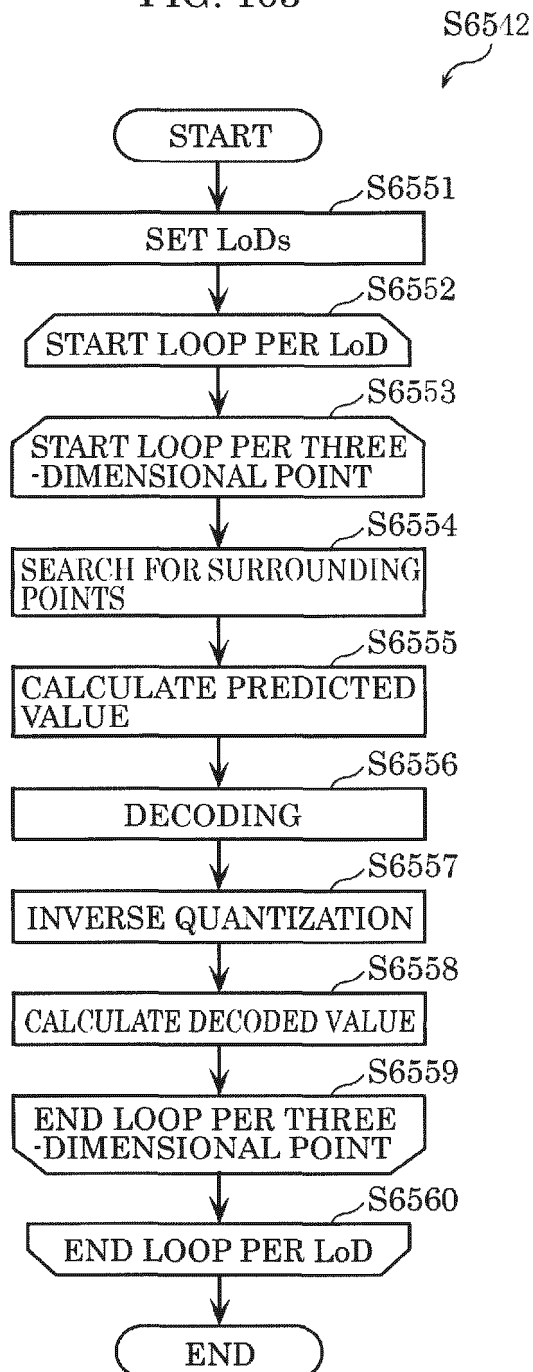 S6542
START
S6551
SET LoDs
S6552
START LOOP PER LoD
S6553
START LOOP PER THREE
-DIMENSIONAL POINT
S6554
SEARCH FOR SURROUNDING
POINTS
S6555
CALCULATE PREDICTED
VALUE
S6556
DECODING
S6557
INVERSE QUANTIZATION
S6558
CALCULATE DECODED VALUE
S6559
END LOOP PER THREE
-DIMENSIONAL POINT
S6560
END LOOP PER LoD
END